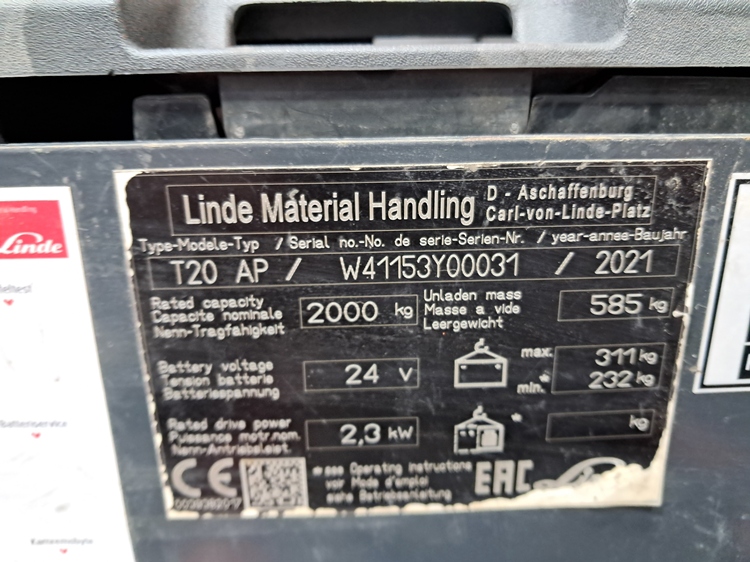 Linde Material Handling
D - Aschaffenburg
Carl-von-Linde-Platz
Type-Modele-Typ / Serial no.-No. de serie-Serien-Nr. / year-annee-Baujahr
T20 AP / W41153Y00031 / 2021
Rated capacity
Capacite nominale
Nenn-Tragfahigkeit
2000 kg
Unladen mass
Masse a vide
Leergewicht
585 kg
Battery voltage
Tension batterie
Batteriespannung
24 V
max. 311 kg
min.* 232 kg
Rated drive power
Puissance motr.nom.
Nenn-Antriebsleist.
2,3 kW
* kg
CE
*see Operating instructions
voir Mode d'emploi
siehe Betriebsanleitung
EAC
Linde
Linde